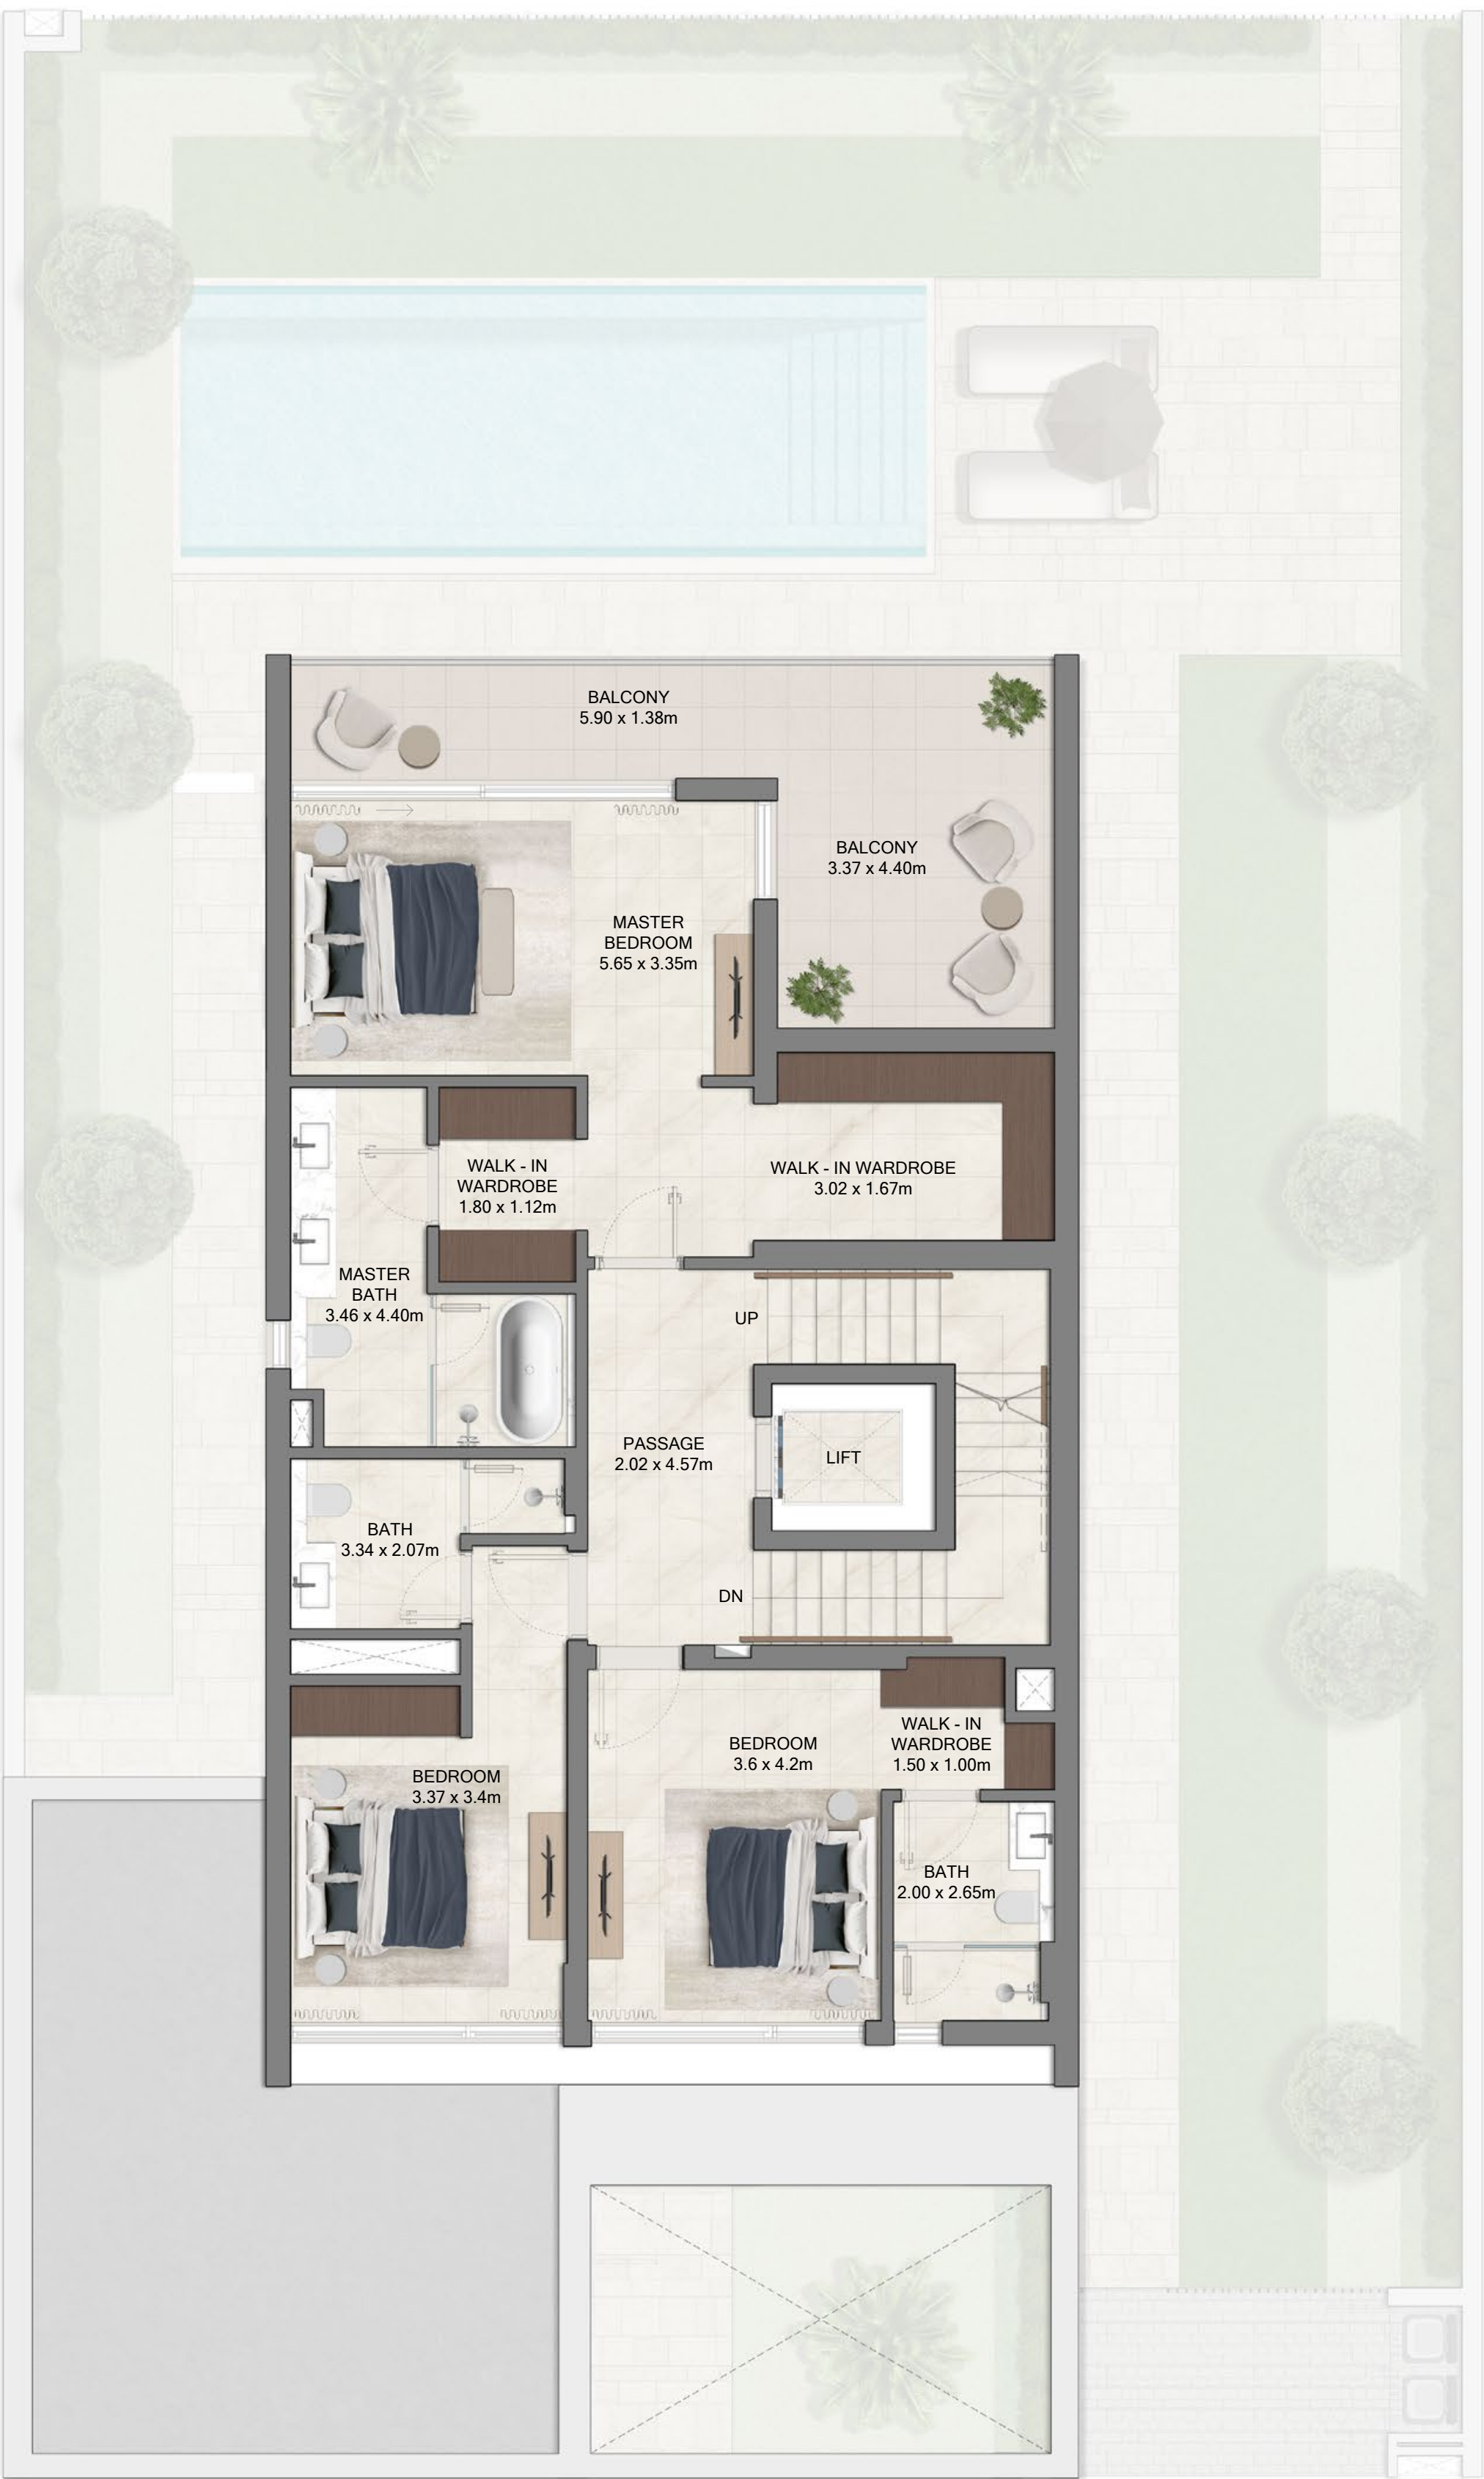 BALCONY
5.90 x 1.38m
BALCONY
3.37 x 4.40m
MASTER
BEDROOM
5.65 x 3.35m
WALK - IN
WARDROBE
1.80 x 1.12m
WALK - IN WARDROBE
3.02 x 1.67m
MASTER
BATH
3.46 x 4.40m
UP
PASSAGE
2.02 x 4.57m
LIFT
BATH
3.34 x 2.07m
DN
BEDROOM
3.37 x 3.4m
BEDROOM
3.6 x 4.2m
WALK - IN
WARDROBE
1.50 x 1.00m
BATH
2.00 x 2.65m